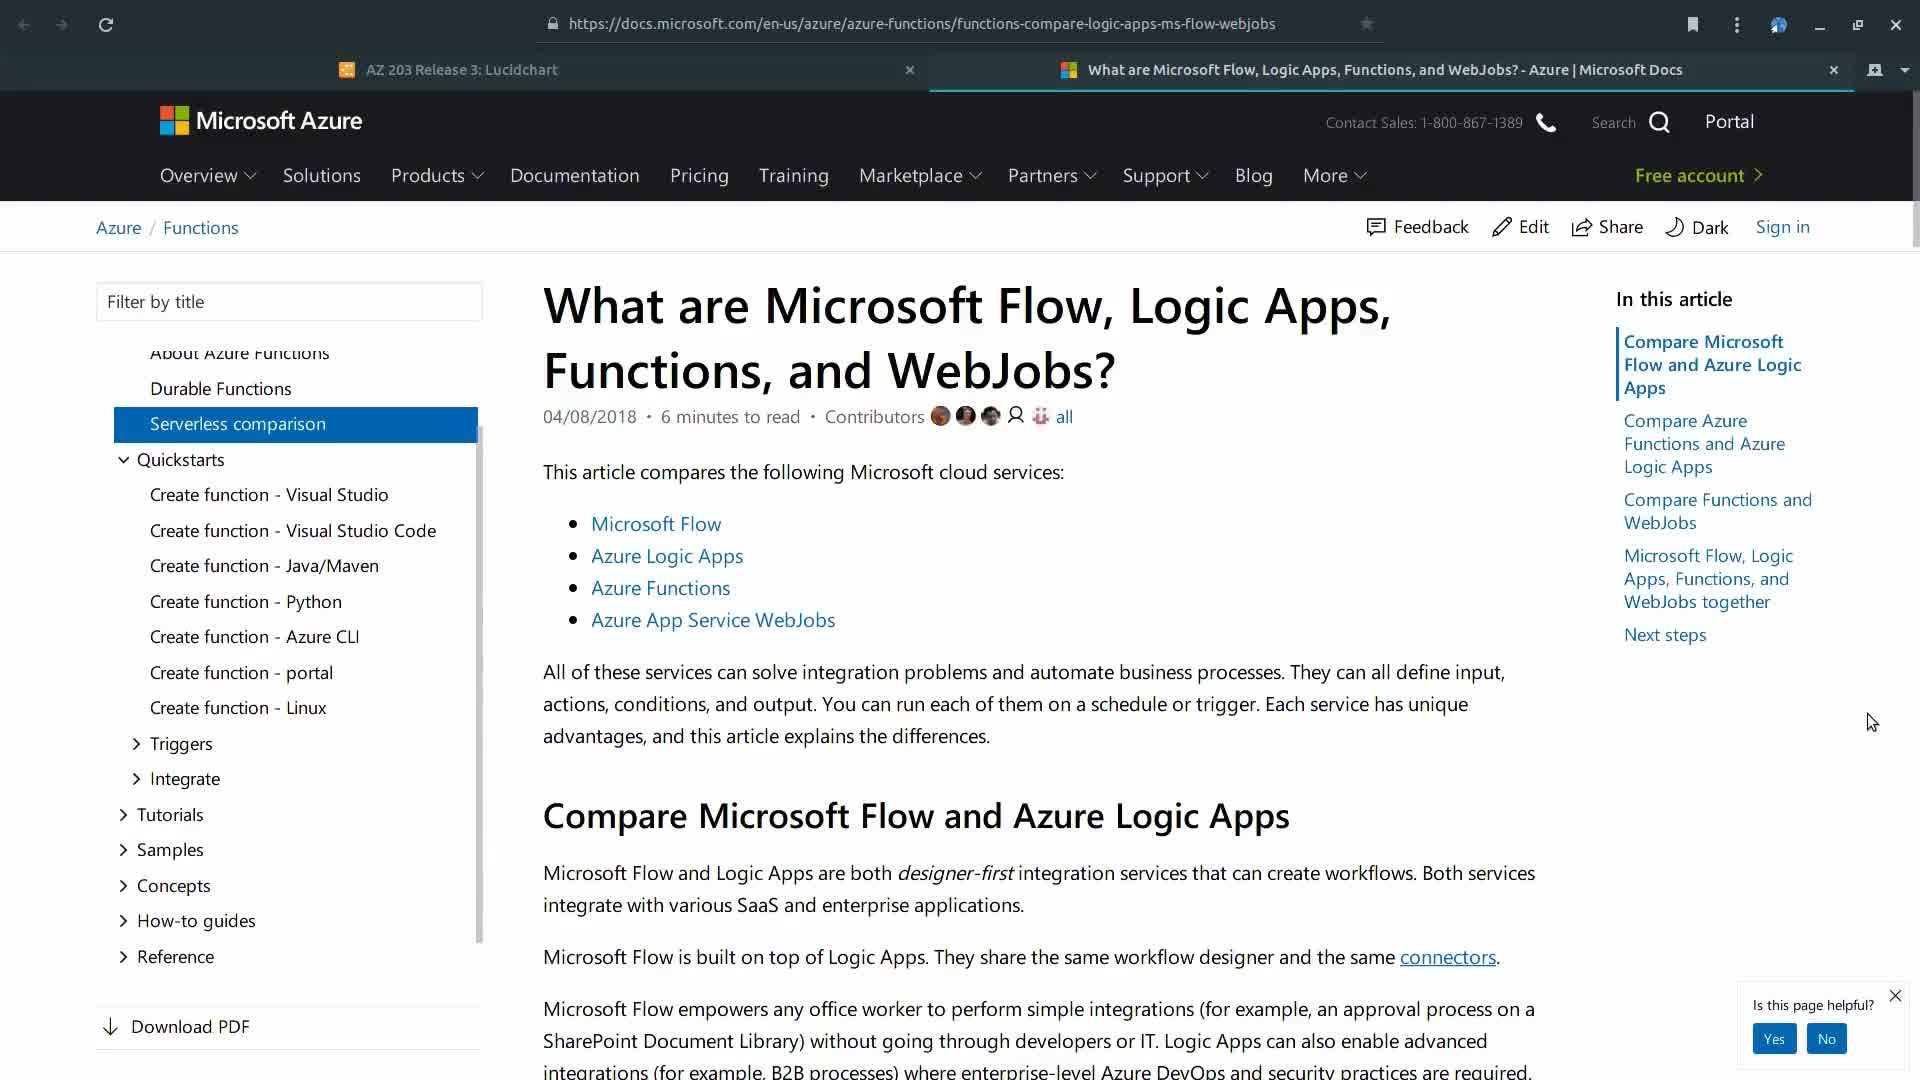 https://docs.microsoft.com/en-us/azure/azure-functions/functions-compare-logic-apps-ms-flow-webjobs
AZ 203 Release 3: Lucidchart
What are Microsoft Flow, Logic Apps, Functions, and WebJobs? - Azure | Microsoft Docs
Microsoft Azure
Contact Sales: 1-800-867-1389
Search
Portal
Overview
Solutions
Products
Documentation
Pricing
Training
Marketplace
Partners
Support
Blog
More
Free account
Azure / Functions
Feedback
Edit
Share
Dark
Sign in
Filter by title
About Azure Functions
Durable Functions
Serverless comparison
Quickstarts
Create function - Visual Studio
Create function - Visual Studio Code
Create function - Java/Maven
Create function - Python
Create function - Azure CLI
Create function - portal
Create function - Linux
Triggers
Integrate
Tutorials
Samples
Concepts
How-to guides
Reference
Download PDF
What are Microsoft Flow, Logic Apps,
Functions, and WebJobs?
04/08/2018 • 6 minutes to read • Contributors all
This article compares the following Microsoft cloud services:
• Microsoft Flow
• Azure Logic Apps
• Azure Functions
• Azure App Service WebJobs
All of these services can solve integration problems and automate business processes. They can all define input,
actions, conditions, and output. You can run each of them on a schedule or trigger. Each service has unique
advantages, and this article explains the differences.
Compare Microsoft Flow and Azure Logic Apps
Microsoft Flow and Logic Apps are both designer-first integration services that can create workflows. Both services
integrate with various SaaS and enterprise applications.
Microsoft Flow is built on top of Logic Apps. They share the same workflow designer and the same connectors.
Microsoft Flow empowers any office worker to perform simple integrations (for example, an approval process on a
SharePoint Document Library) without going through developers or IT. Logic Apps can also enable advanced
integrations (for example, B2B processes) where enterprise-level Azure DevOps and security practices are required.
In this article
Compare Microsoft
Flow and Azure Logic
Apps
Compare Azure
Functions and Azure
Logic Apps
Compare Functions and
WebJobs
Microsoft Flow, Logic
Apps, Functions, and
WebJobs together
Next steps
Is this page helpful?
Yes
No